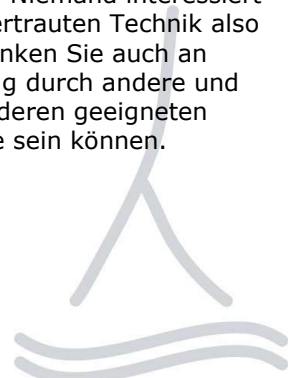 Niemand interessiert
ertrauten Technik also
nken Sie auch an
g durch andere und
deren geeigneten
e sein können.